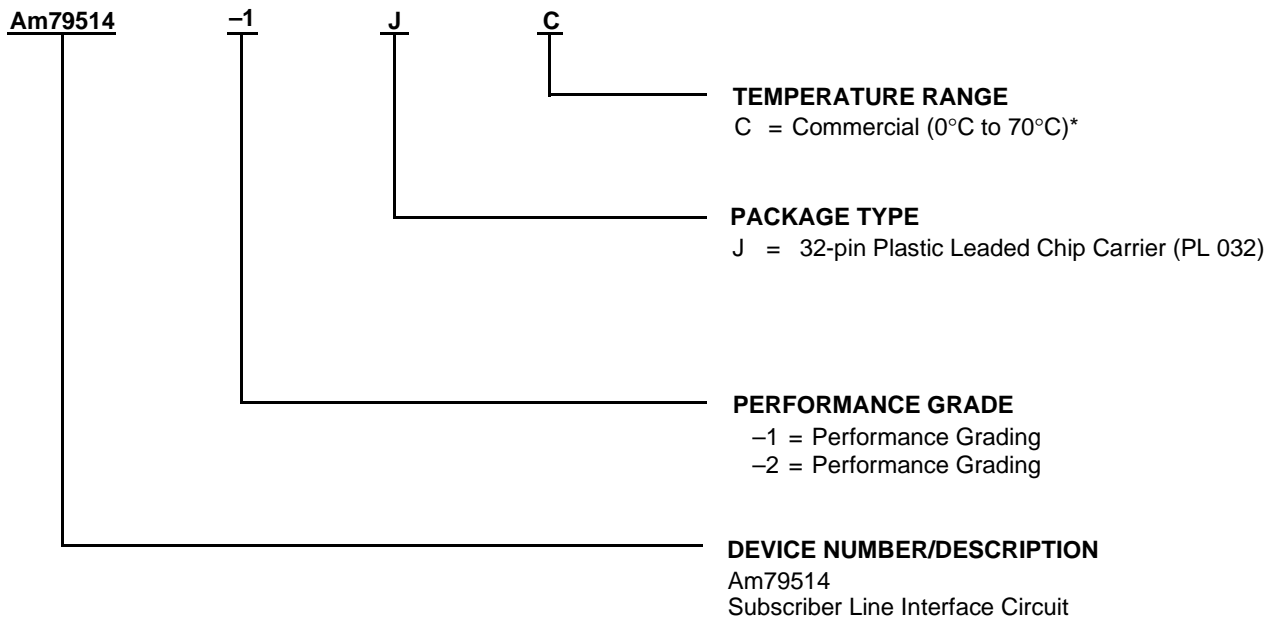 Am79514 –1 J C
TEMPERATURE RANGE
C = Commercial (0°C to 70°C)*
PACKAGE TYPE
J = 32-pin Plastic Leaded Chip Carrier (PL 032)
PERFORMANCE GRADE
–1 = Performance Grading
–2 = Performance Grading
DEVICE NUMBER/DESCRIPTION
Am79514
Subscriber Line Interface Circuit